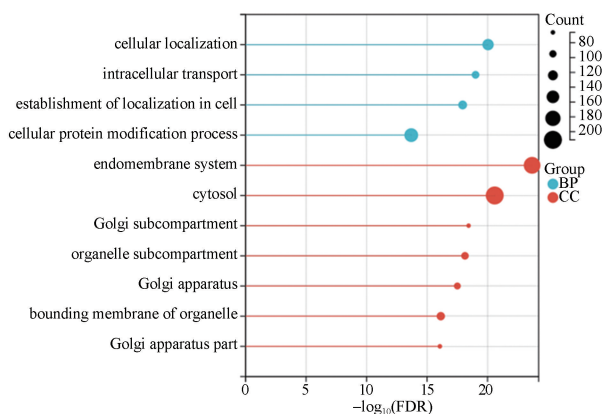 cellular localization
intracellular transport
establishment of localization in cell
cellular protein modification process
endomembrane system
cytosol
Golgi subcompartment
organelle subcompartment
Golgi apparatus
bounding membrane of organelle
Golgi apparatus part
0 5 10 15 20
−log₁₀(FDR)
Count
80
100
120
140
160
180
200
Group
BP
CC